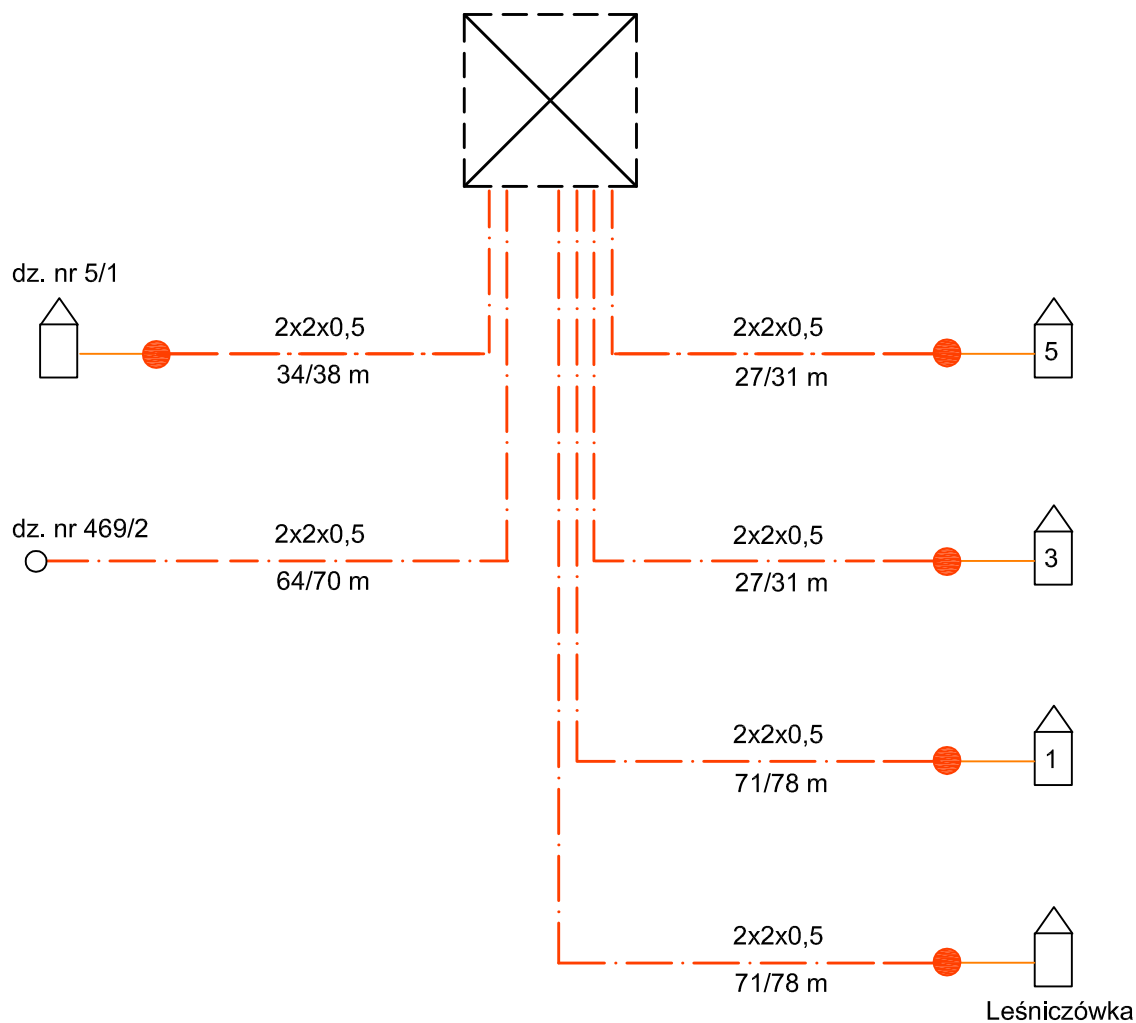 dz. nr 5/1
2x2x0,5
34/38 m
2x2x0,5
27/31 m
5
dz. nr 469/2
2x2x0,5
64/70 m
2x2x0,5
27/31 m
3
2x2x0,5
71/78 m
1
2x2x0,5
71/78 m
Leśniczówka